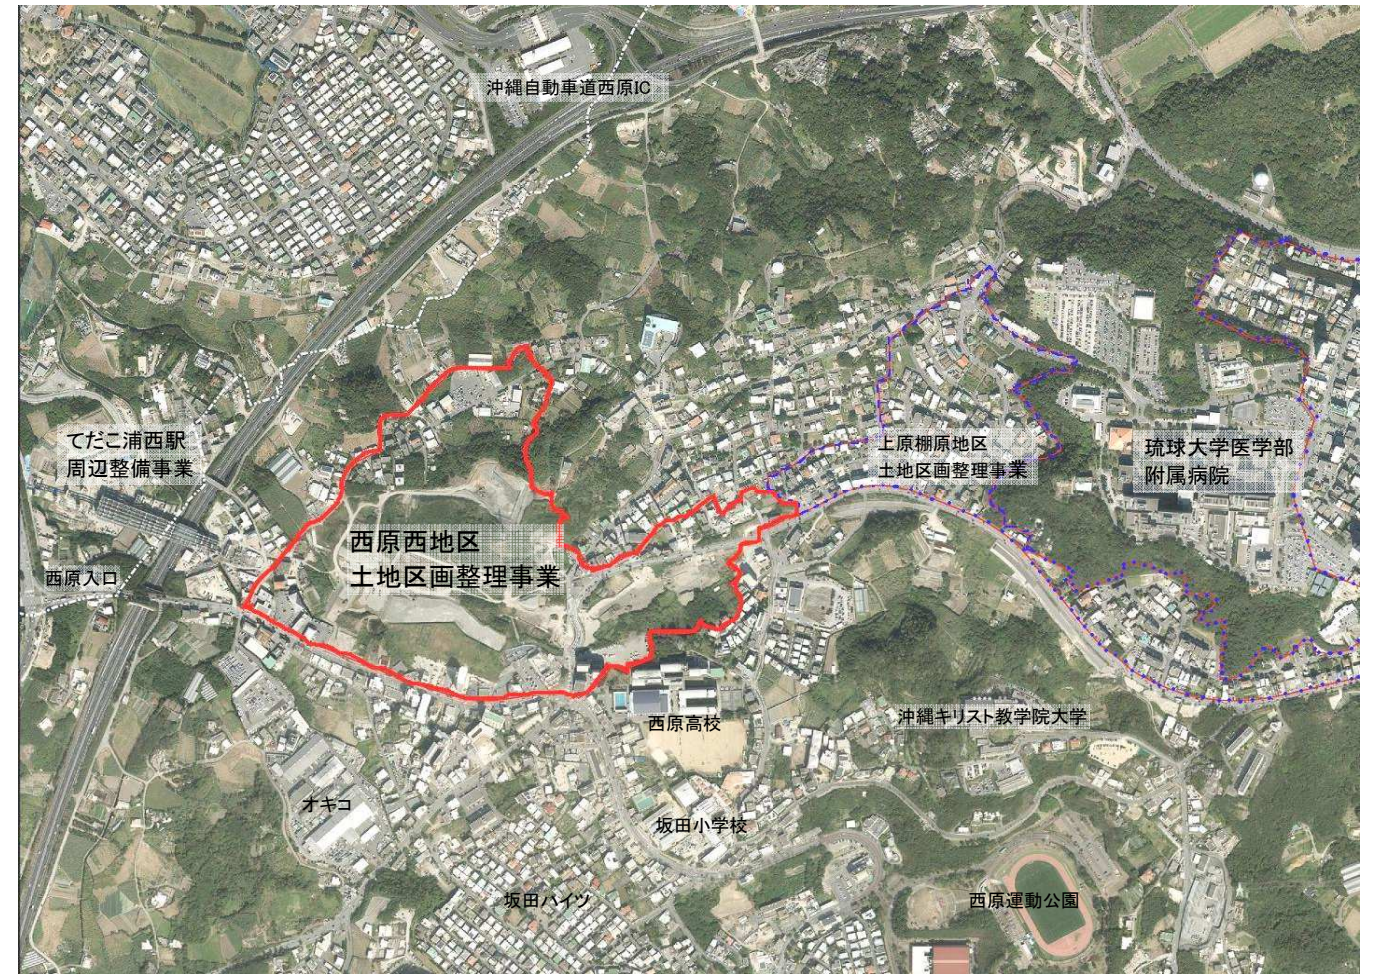 沖縄自動車道西原IC
てだこ浦西駅
周辺整備事業
上原棚原地区
土地区画整理事業
琉球大学医学部
附属病院
西原西地区
土地区画整理事業
西原入口
西原高校
沖縄キリスト教学院大学
オキコ
坂田小学校
坂田ハイツ
西原運動公園